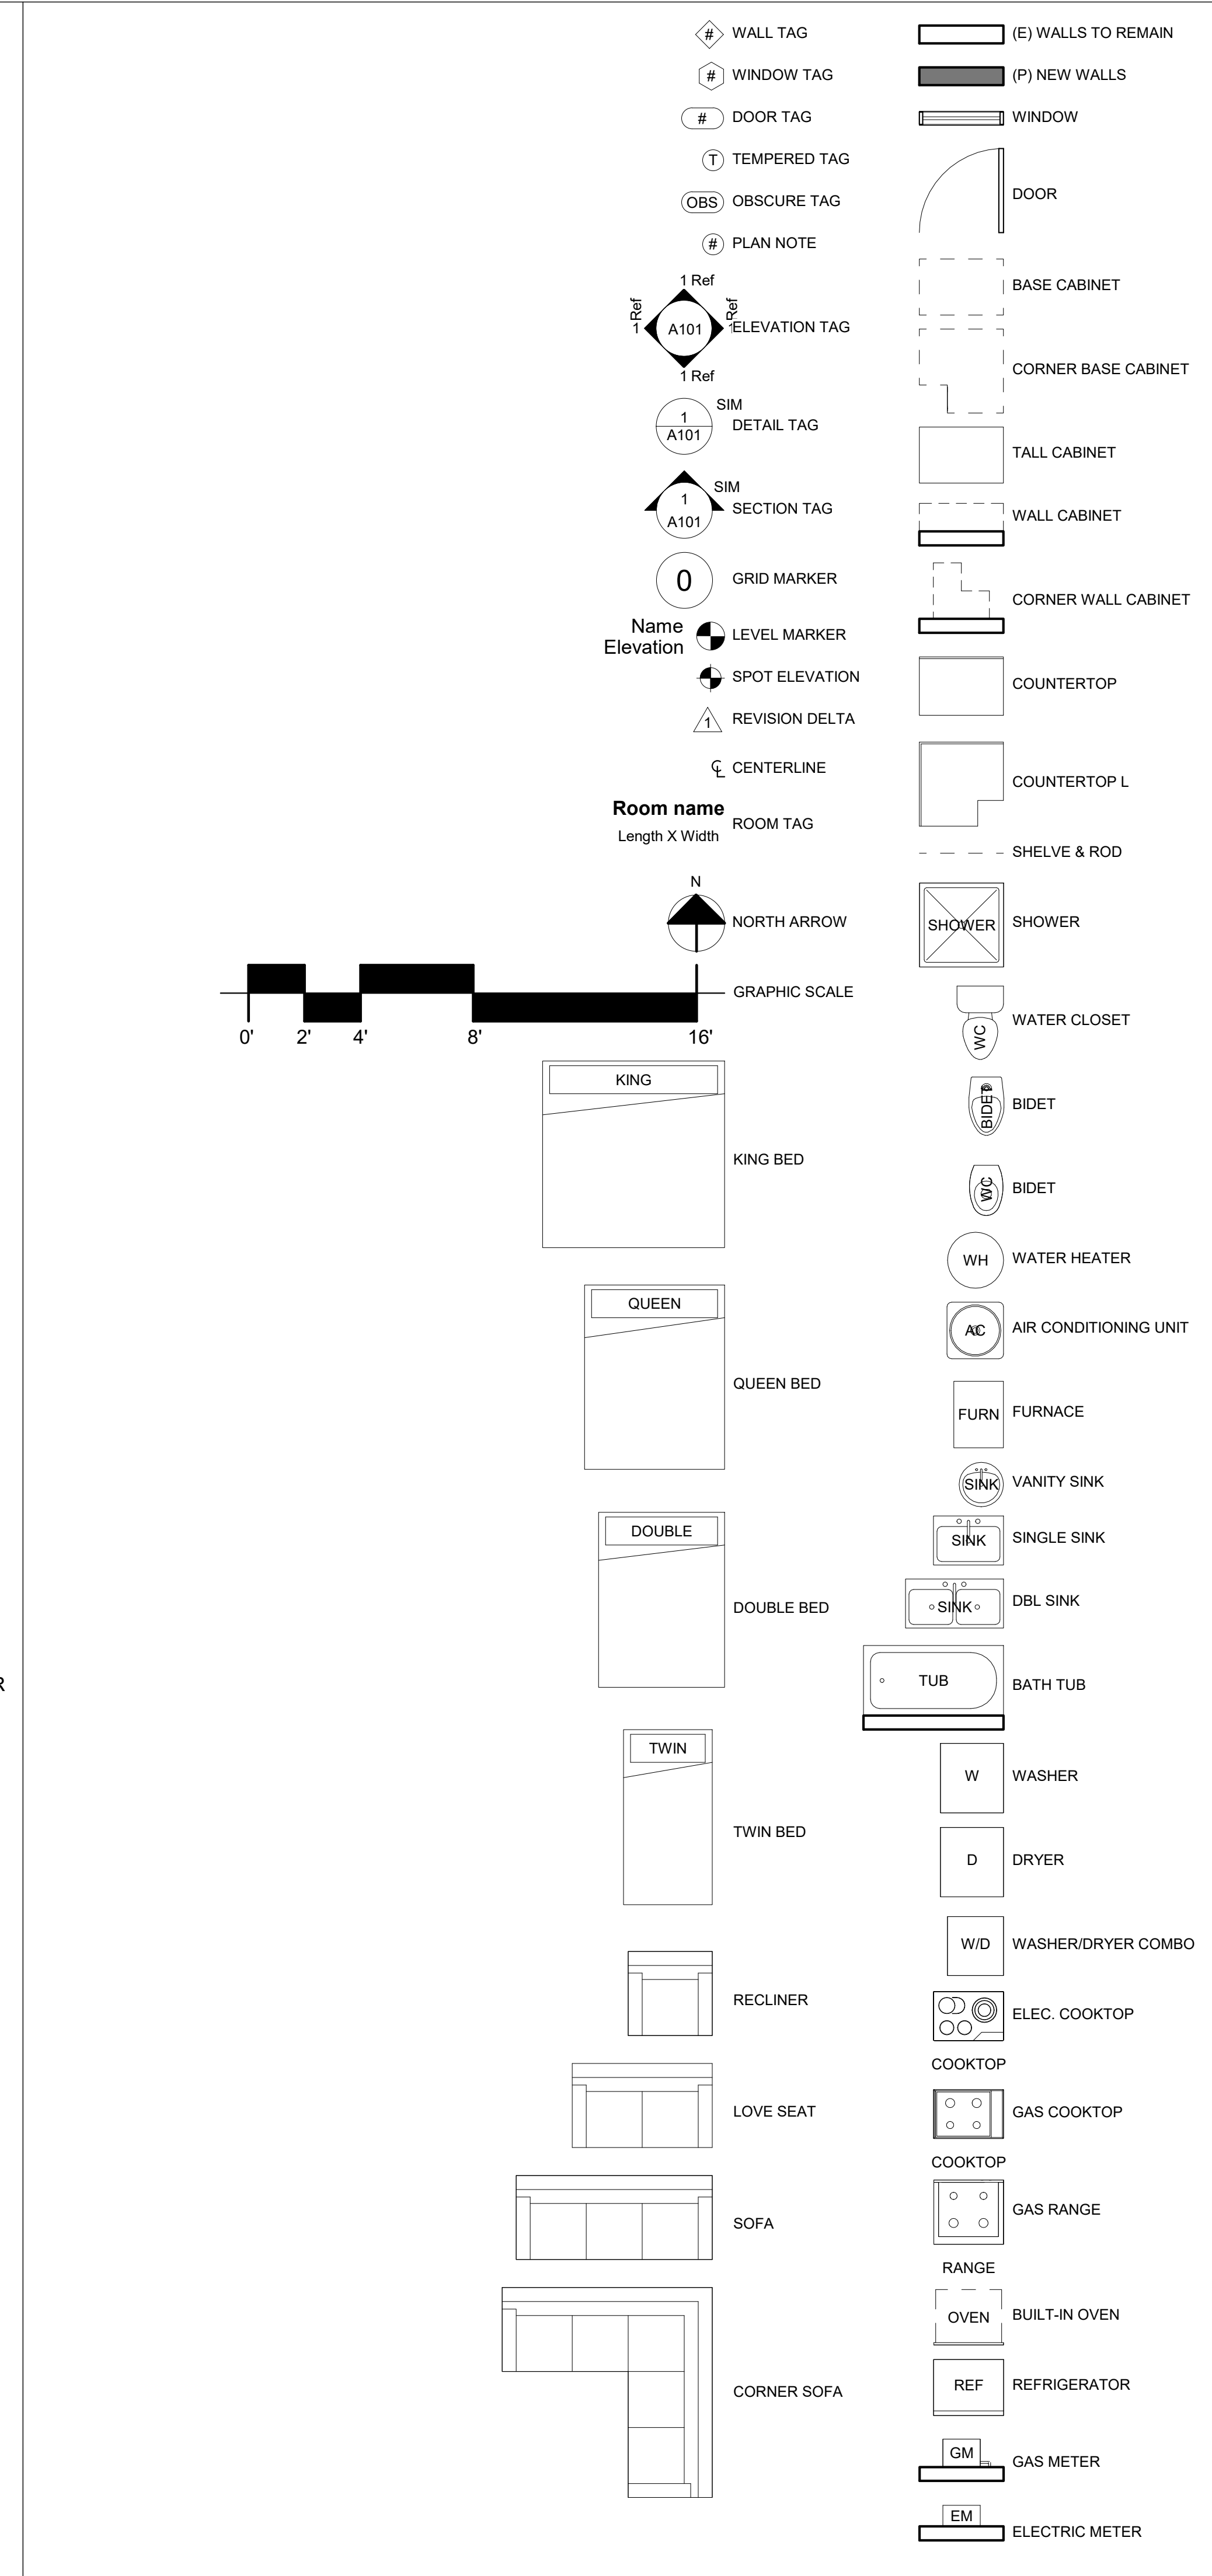 # WALL TAG
# WINDOW TAG
# DOOR TAG
T TEMPERED TAG
OBS OBSCURE TAG
# PLAN NOTE
1 Ref
1 Ref
A101
1 Ref
ELEVATION TAG
1 Ref
SIM
1
A101
DETAIL TAG
SIM
1
A101
SECTION TAG
0 GRID MARKER
Name
Elevation
LEVEL MARKER
SPOT ELEVATION
1 REVISION DELTA
CL CENTERLINE
Room name
Length X Width
ROOM TAG
N
NORTH ARROW
GRAPHIC SCALE
0' 2' 4' 8' 16'
KING
KING BED
QUEEN
QUEEN BED
DOUBLE
DOUBLE BED
R
TWIN
TWIN BED
RECLINER
LOVE SEAT
SOFA
CORNER SOFA
(E) WALLS TO REMAIN
(P) NEW WALLS
WINDOW
DOOR
BASE CABINET
CORNER BASE CABINET
TALL CABINET
WALL CABINET
CORNER WALL CABINET
COUNTERTOP
COUNTERTOP L
SHELVE & ROD
SHOWER SHOWER
WC WATER CLOSET
BIDET BIDET
WC BIDET
WH WATER HEATER
AC AIR CONDITIONING UNIT
FURN FURNACE
SINK VANITY SINK
SINK SINGLE SINK
SINK DBL SINK
TUB BATH TUB
W WASHER
D DRYER
W/D WASHER/DRYER COMBO
ELEC. COOKTOP
COOKTOP
GAS COOKTOP
COOKTOP
GAS RANGE
RANGE
OVEN BUILT-IN OVEN
REF REFRIGERATOR
GM GAS METER
EM ELECTRIC METER